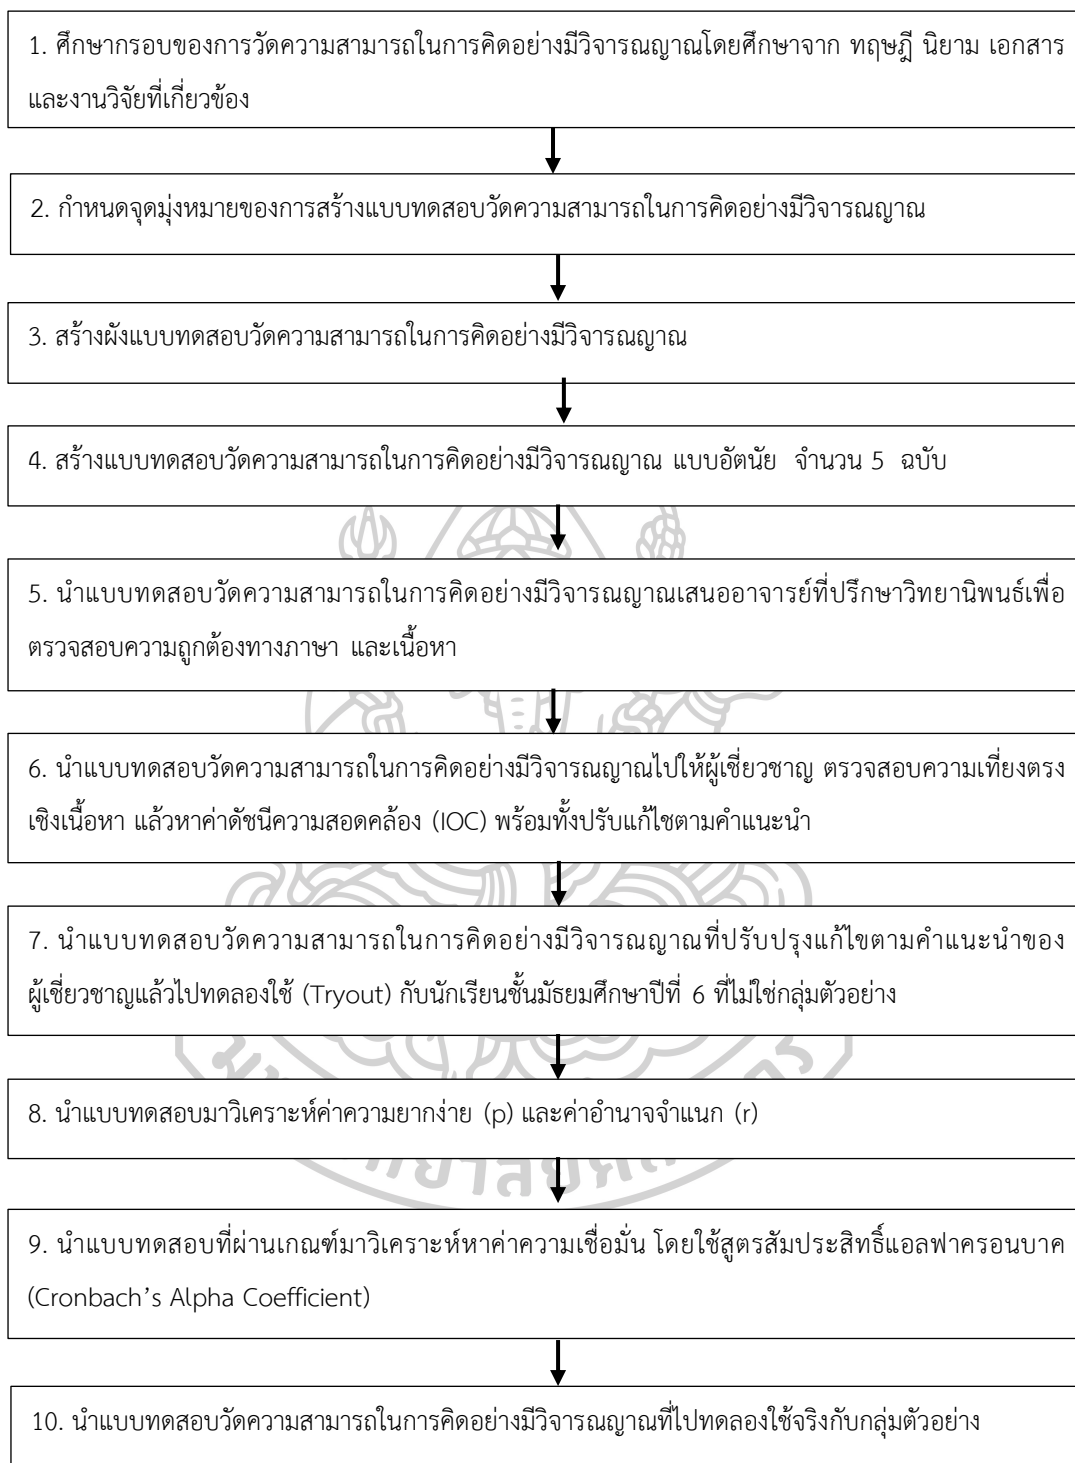 1. ศึกษากรอบของการวัดความสามารถในการคิดอย่างมีวิจารณญาณโดยศึกษาจาก ทฤษฎี นิยาม เอกสาร
และงานวิจัยที่เกี่ยวข้อง
2. กำหนดจุดมุ่งหมายของการสร้างแบบทดสอบวัดความสามารถในการคิดอย่างมีวิจารณญาณ
3. สร้างผังแบบทดสอบวัดความสามารถในการคิดอย่างมีวิจารณญาณ
4. สร้างแบบทดสอบวัดความสามารถในการคิดอย่างมีวิจารณญาณ แบบอัตนัย จำนวน 5 ฉบับ
5. นำแบบทดสอบวัดความสามารถในการคิดอย่างมีวิจารณญาณเสนออาจารย์ที่ปรึกษาวิทยานิพนธ์เพื่อ
ตรวจสอบความถูกต้องทางภาษา และเนื้อหา
6. นำแบบทดสอบวัดความสามารถในการคิดอย่างมีวิจารณญาณไปให้ผู้เชี่ยวชาญ ตรวจสอบความเที่ยงตรง
เชิงเนื้อหา แล้วหาค่าดัชนีความสอดคล้อง (IOC) พร้อมทั้งปรับแก้ไชตามคำแนะนำ
7. นำแบบทดสอบวัดความสามารถในการคิดอย่างมีวิจารณญาณที่ปรับปรุงแก้ไขตามคำแนะนำของ
ผู้เชี่ยวชาญแล้วไปทดลองใช้ (Tryout) กับนักเรียนชั้นมัธยมศึกษาปีที่ 6 ที่ไม่ใช่กลุ่มตัวอย่าง
8. นำแบบทดสอบมาวิเคราะห์ค่าความยากง่าย (p) และค่าอำนาจจำแนก (r)
9. นำแบบทดสอบที่ผ่านเกณฑ์มาวิเคราะห์หาค่าความเชื่อมั่น โดยใช้สูตรสัมประสิทธิ์แอลฟาครอนบาค
(Cronbach’s Alpha Coefficient)
10. นำแบบทดสอบวัดความสามารถในการคิดอย่างมีวิจารณญาณที่ไปทดลองใช้จริงกับกลุ่มตัวอย่าง